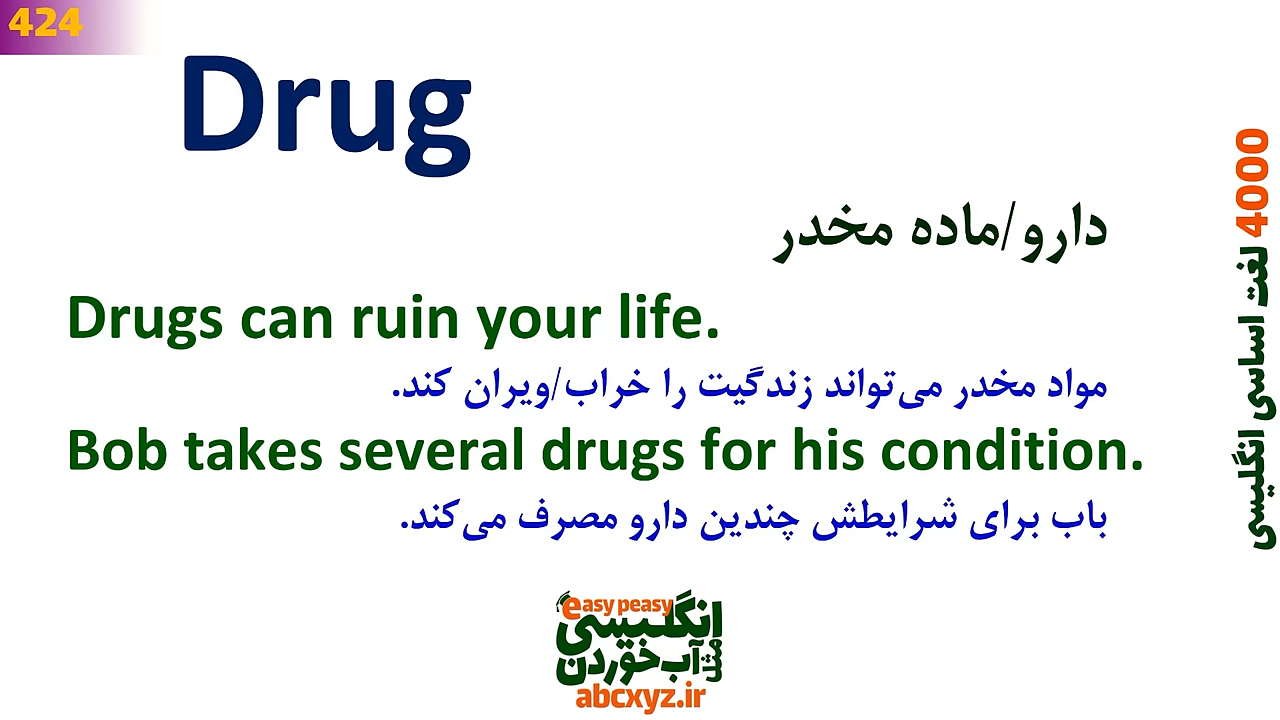 424
Drug
دارو/ماده مخدر
Drugs can ruin your life.
مواد مخدر می‌تواند زندگیت را خراب/ویران کند.
Bob takes several drugs for his condition.
باب برای شرایطش چندین دارو مصرف می‌کند.
4000 لغت اساسی انگلیسی
easy peasy
انگلیسی
مثل آب خوردن
abcxyz.ir